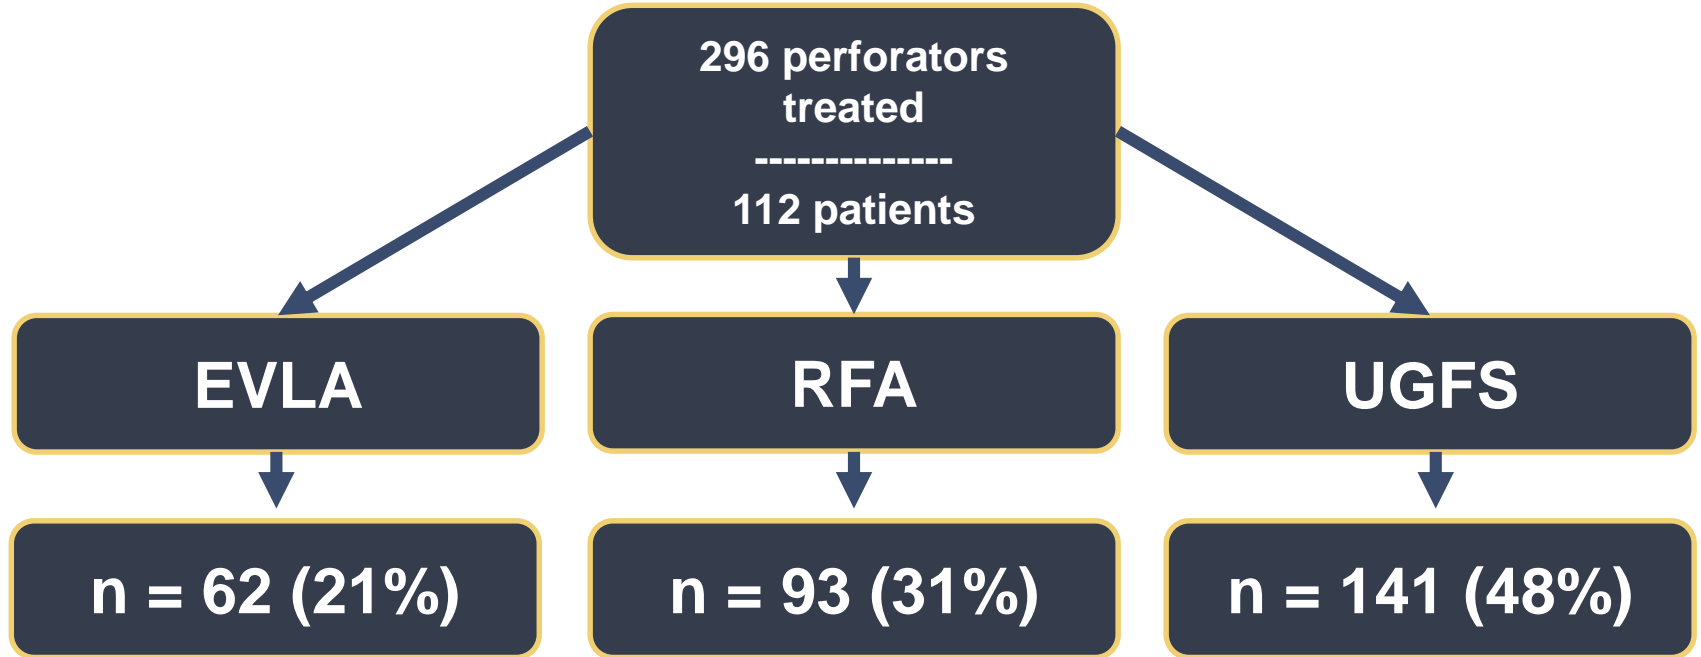 296 perforators
treated
--------------
112 patients
EVLA
RFA
UGFS
n = 62 (21%)
n = 93 (31%)
n = 141 (48%)